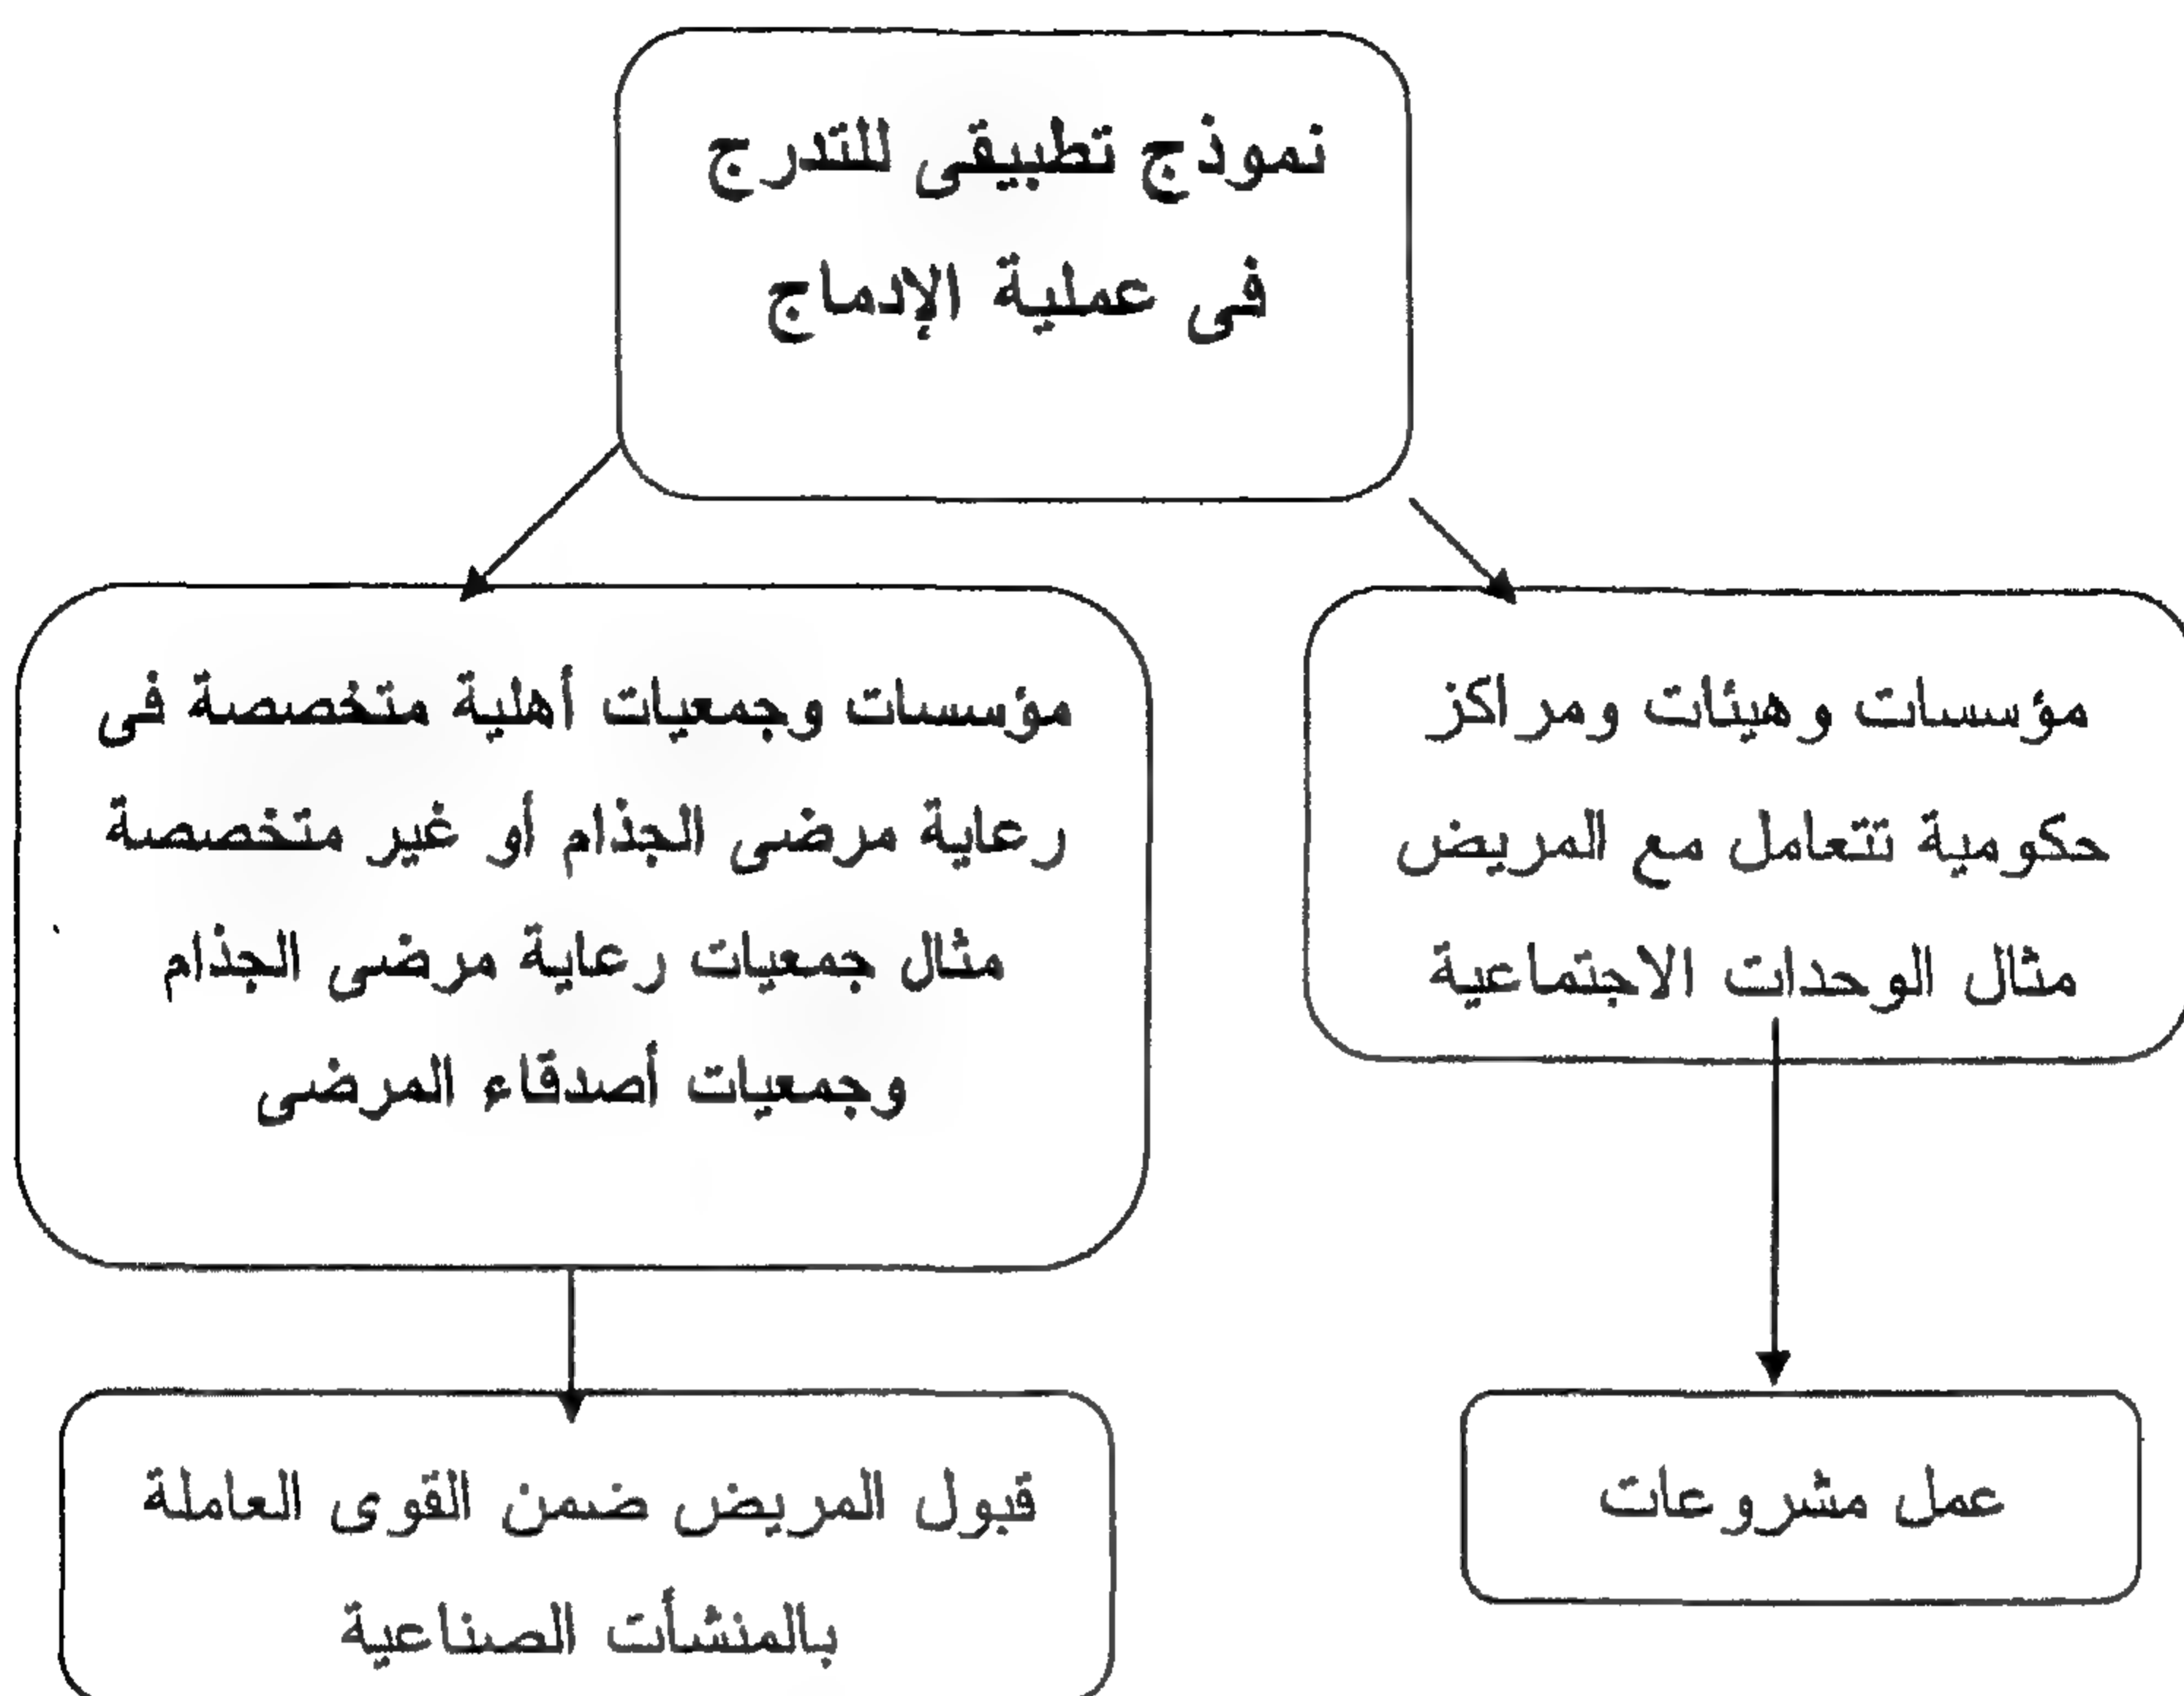 نموذج تطبيقى للتدرج
فى عملية الإدماج
مؤسسات وهيئات ومراكز
حكومية تتعامل مع المريض
مثال الوحدات الاجتماعية
مؤسسات وجمعيات أهلية متخصصة فى
رعاية مرضى الجذام أو غير متخصصة
مثال جمعيات رعاية مرضى الجذام
وجمعيات أصدقاء المرضى
عمل مشروعات
قبول المريض ضمن القوى العاملة
بالمنشأت الصناعية